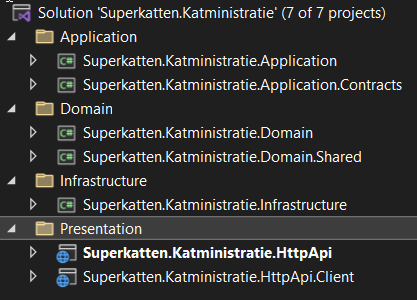 Solution 'Superkatten.Katministratie' (7 of 7 projects)
Application
Superkatten.Katministratie.Application
Superkatten.Katministratie.Application.Contracts
Domain
Superkatten.Katministratie.Domain
Superkatten.Katministratie.Domain.Shared
Infrastructure
Superkatten.Katministratie.Infrastructure
Presentation
Superkatten.Katministratie.HttpApi
Superkatten.Katministratie.HttpApi.Client